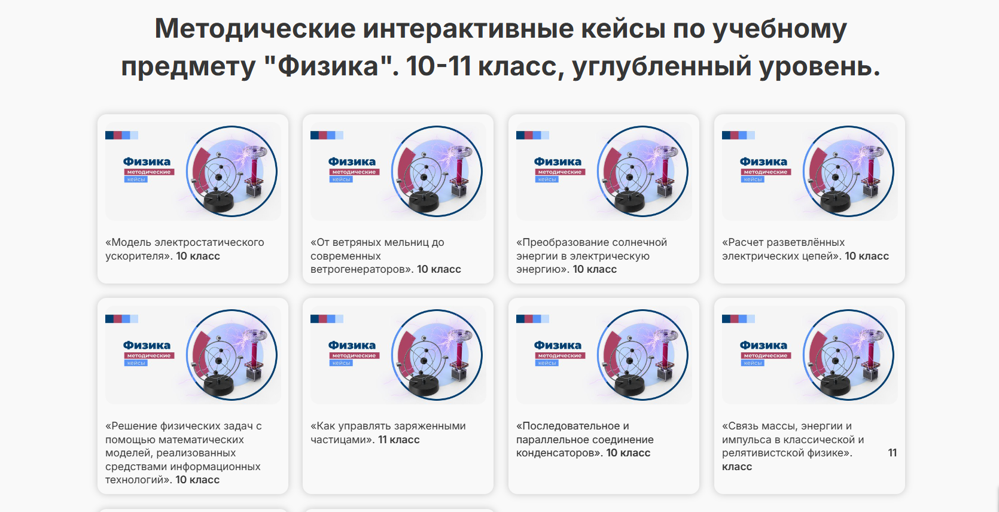 Методические интерактивные кейсы по учебному
предмету "Физика". 10-11 класс, углубленный уровень.
Физика
методические
кейсы
«Модель электростатического
ускорителя». 10 класс
Физика
методические
кейсы
«От ветряных мельниц до
современных
ветрогенераторов». 10 класс
Физика
методические
кейсы
«Преобразование солнечной
энергии в электрическую
энергию». 10 класс
Физика
методические
кейсы
«Расчет разветвлённых
электрических цепей». 10 класс
Физика
методические
кейсы
«Решение физических задач с
помощью математических
моделей, реализованных
средствами информационных
технологий». 10 класс
Физика
методические
кейсы
«Как управлять заряженными
частицами». 11 класс
Физика
методические
кейсы
«Последовательное и
параллельное соединение
конденсаторов». 10 класс
Физика
методические
кейсы
«Связь массы, энергии и
импульса в классической и
релятивистской физике». 11
класс